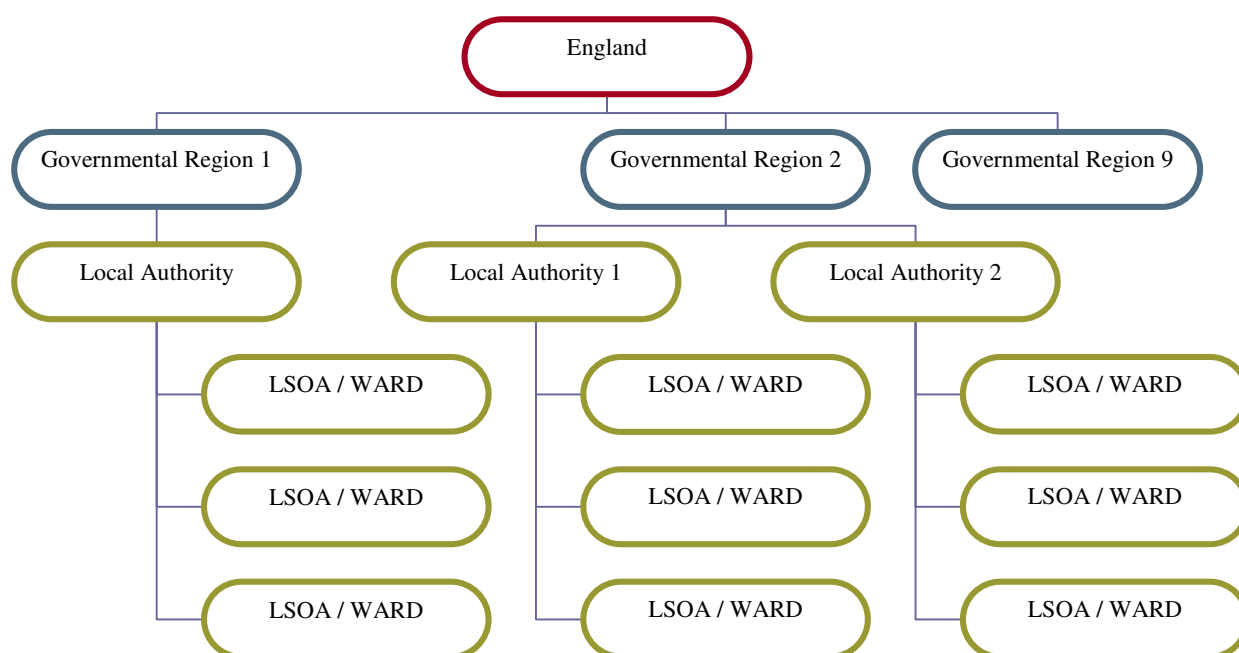 England
Governmental Region 1
Governmental Region 2
Governmental Region 9
Local Authority
Local Authority 1
Local Authority 2
LSOA / WARD
LSOA / WARD
LSOA / WARD
LSOA / WARD
LSOA / WARD
LSOA / WARD
LSOA / WARD
LSOA / WARD
LSOA / WARD